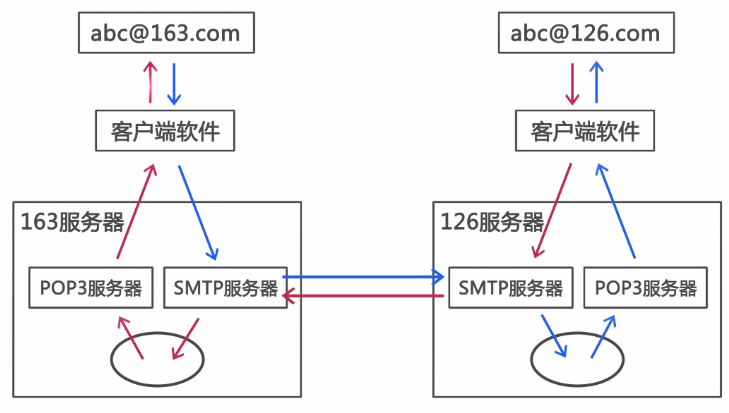 abc@163.com
abc@126.com
客户端软件
客户端软件
163服务器
126服务器
POP3服务器
SMTP服务器
SMTP服务器
POP3服务器